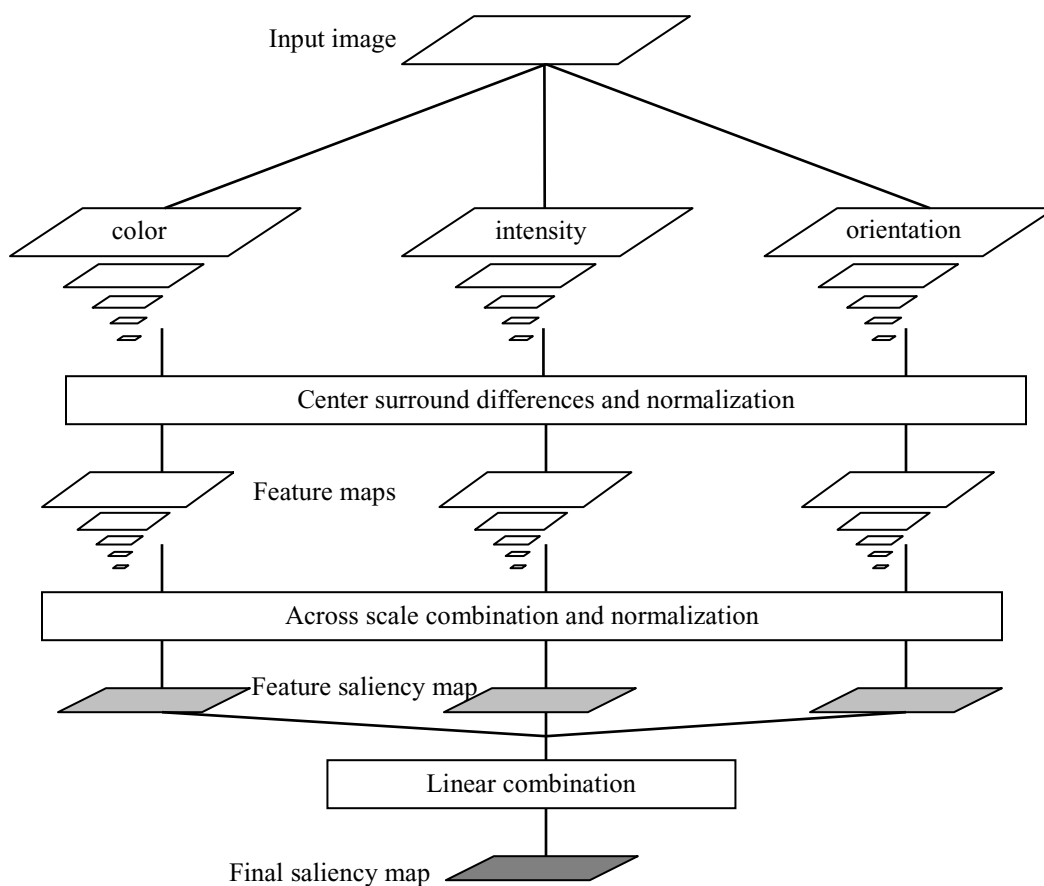 Input image
color
intensity
orientation
Center surround differences and normalization
Feature maps
Across scale combination and normalization
Feature saliency map
Linear combination
Final saliency map